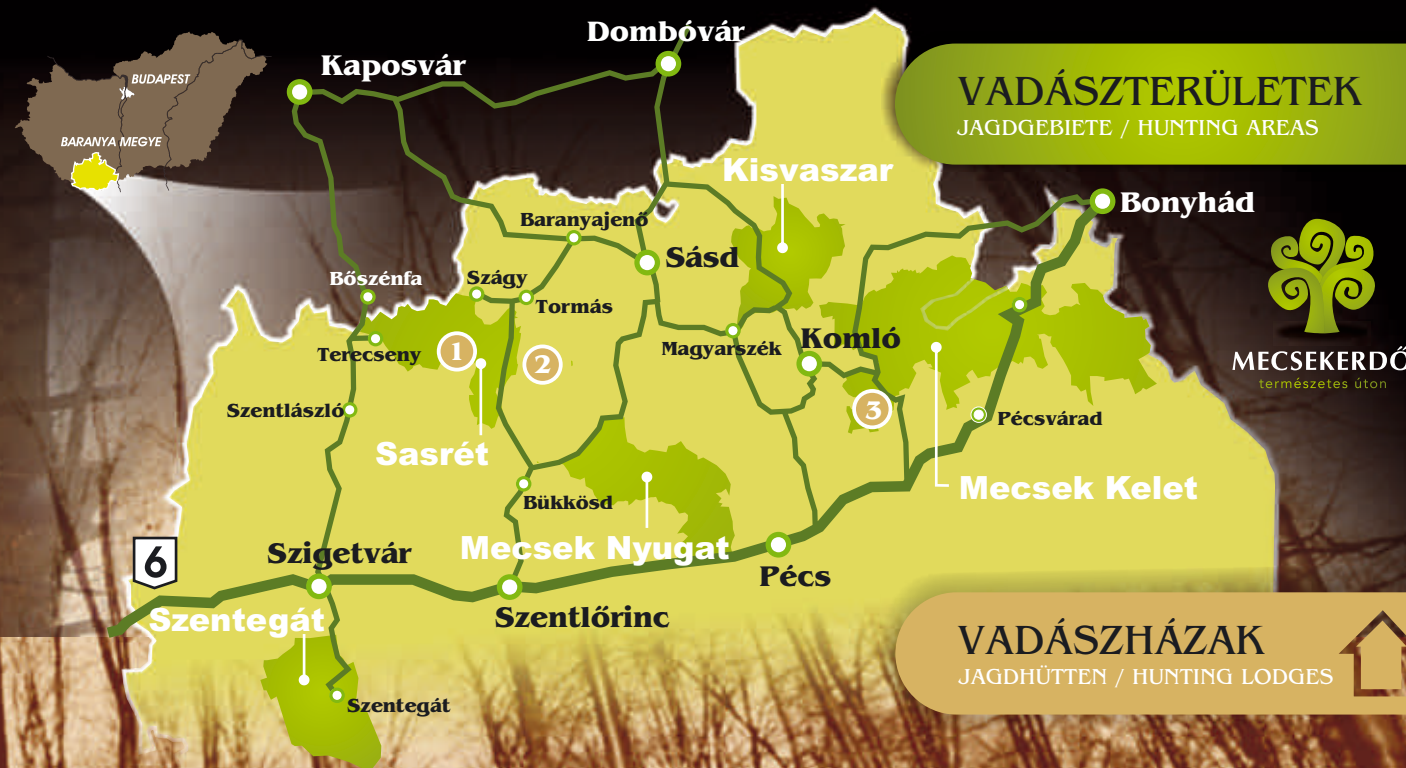 BUDAPEST
BARANYA MEGYE
Kaposvár
Dombóvár
VADÁSZTERÜLETEK
JAGDGEBIETE / HUNTING AREAS
Kisvaszar
Bonyhád
Baranyajenő
Sásd
Bőszénfa
Szágy
Tormás
Terecseny
1
2
Magyarszék
Komló
MECSEKERDŐ
természetes úton
Szentlászló
3
Pécsvárad
Sasrét
Bükkösd
Mecsek Kelet
6
Szigetvár
Mecsek Nyugat
Pécs
Szentegát
Szentlőrinc
VADÁSZHÁZAK
JAGDHÜTTEN / HUNTING LODGES
Szentegát